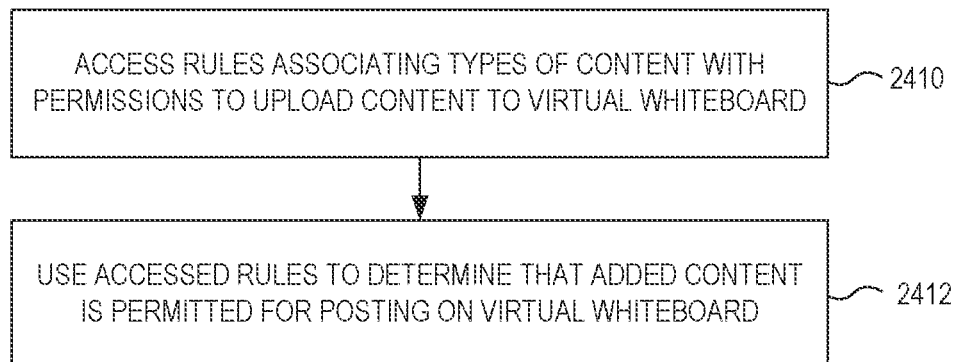 ACCESS RULES ASSOCIATING TYPES OF CONTENT WITH
PERMISSIONS TO UPLOAD CONTENT TO VIRTUAL WHITEBOARD
2410
USE ACCESSED RULES TO DETERMINE THAT ADDED CONTENT
IS PERMITTED FOR POSTING ON VIRTUAL WHITEBOARD
2412